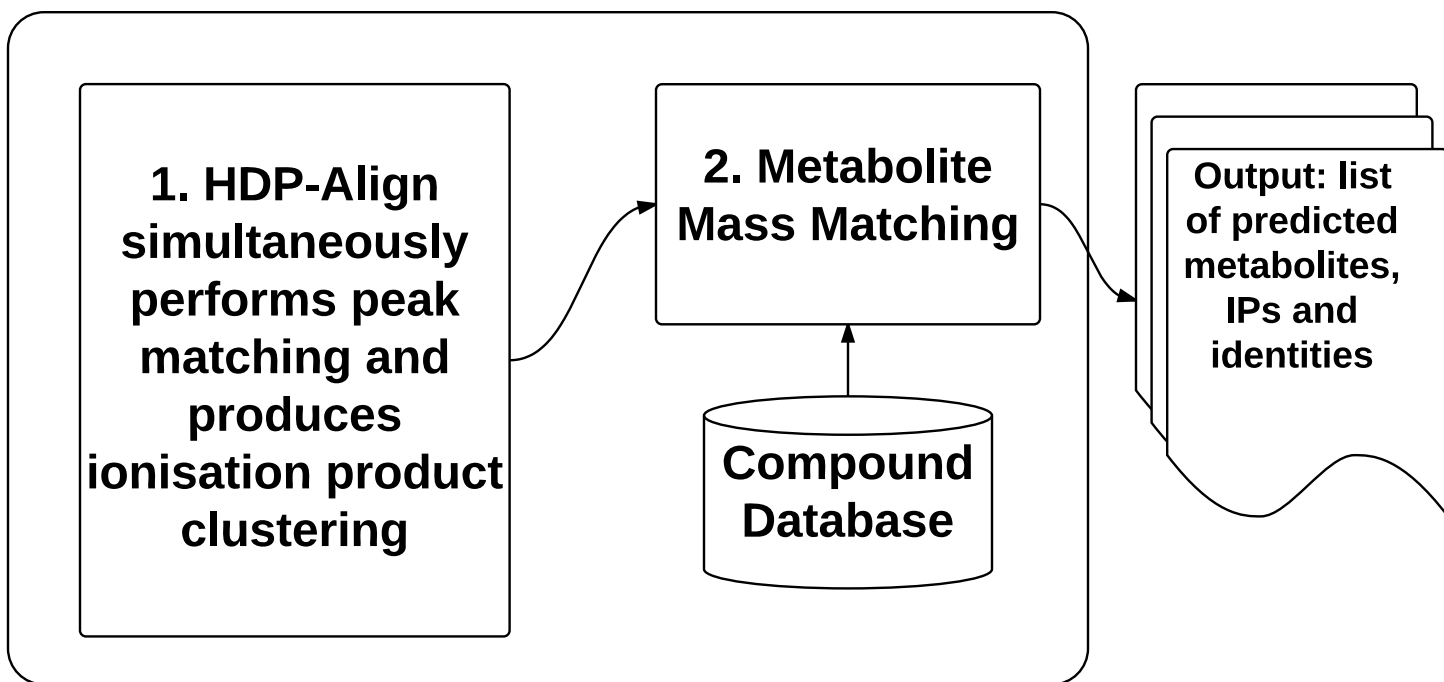 1. HDP-Align
simultaneously
performs peak
matching and
produces
ionisation product
clustering
2. Metabolite
Mass Matching
Compound
Database
Output: list
of predicted
metabolites,
IPs and
identities